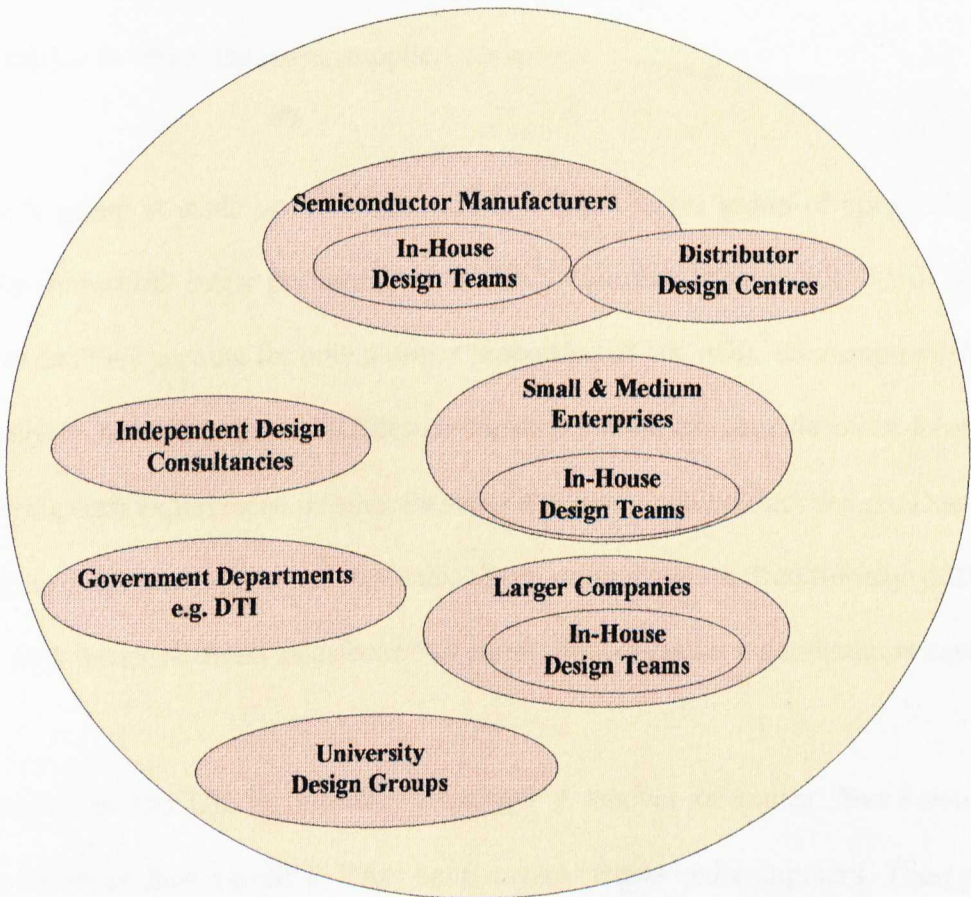 Semiconductor Manufacturers
In-House
Design Teams
Distributor
Design Centres
Small & Medium
Enterprises
In-House
Design Teams
Independent Design
Consultancies
Government Departments
e.g. DTI
Larger Companies
In-House
Design Teams
University
Design Groups